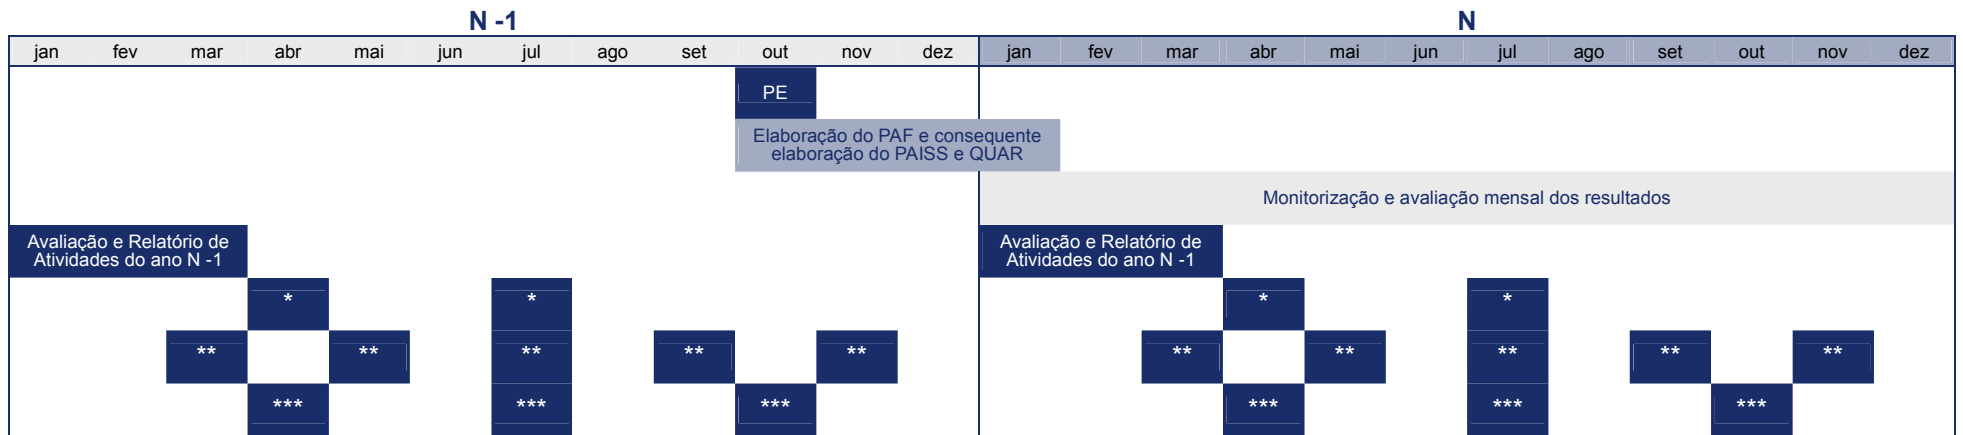 N -1 N
jan fev mar abr mai jun jul ago set out nov dez jan fev mar abr mai jun jul ago set out nov dez
PE
Elaboração do PAF e consequente
elaboração do PAISS e QUAR
Monitorização e avaliação mensal dos resultados
Avaliação e Relatório de Avaliação e Relatório de
Atividades do ano N -1 Atividades do ano N -1
* * * *
** ** ** ** ** ** ** ** ** **
*** *** *** *** *** ***